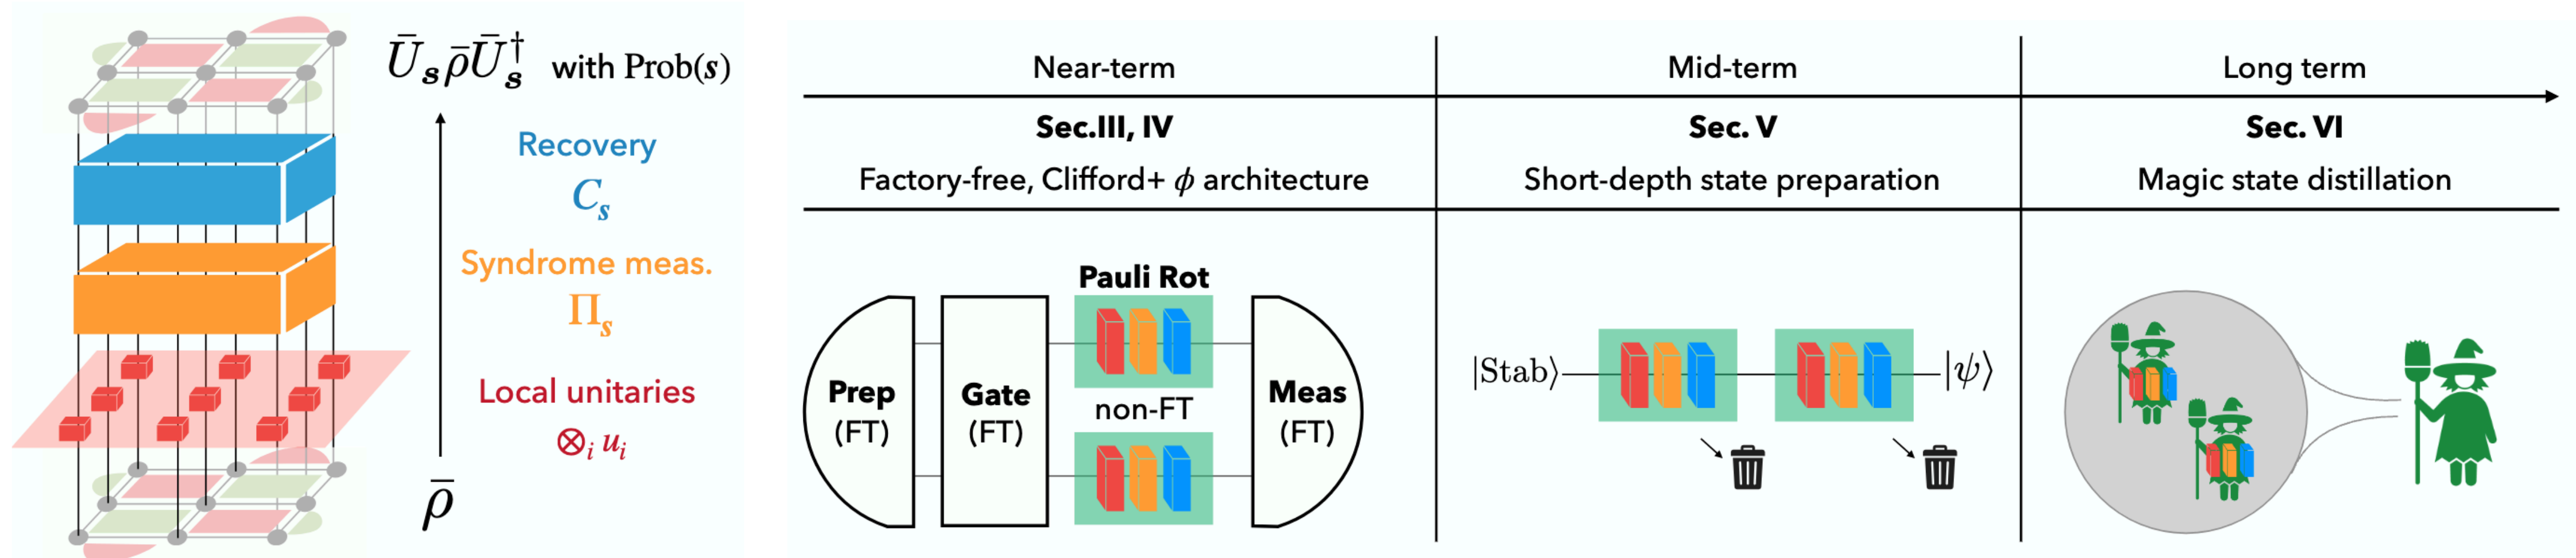 Ū_s ρ̄ Ū_s† with Prob(s)
Recovery
C_s
Syndrome meas.
Π_s
Local unitaries
⊗_i u_i
ρ̄
Near-term
Mid-term
Long term
Sec.III, IV
Sec. V
Sec. VI
Factory-free, Clifford+ ϕ architecture
Short-depth state preparation
Magic state distillation
Pauli Rot
Prep
(FT)
Gate
(FT)
non-FT
Meas
(FT)
|Stab⟩
|ψ⟩